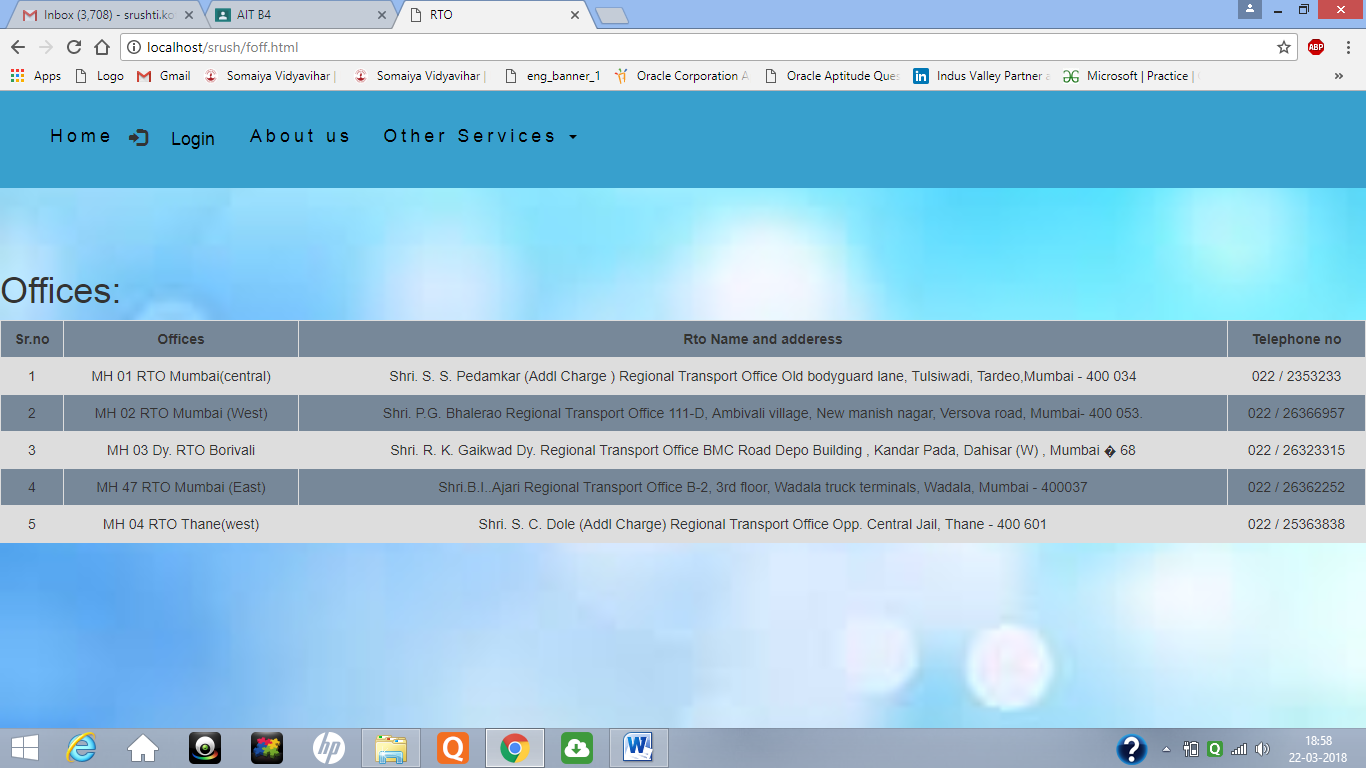 Inbox (3,708) - srushti.ko
AIT B4
RTO
localhost/srush/foff.html
ABP
Apps Logo Gmail Somaiya Vidyavihar | Somaiya Vidyavihar | eng_banner_1 Oracle Corporation A Oracle Aptitude Ques Indus Valley Partner Microsoft | Practice | »
Home Login About us Other Services
Offices:
Sr.no Offices Rto Name and adderess Telephone no
1 MH 01 RTO Mumbai(central) Shri. S. S. Pedamkar (Addl Charge ) Regional Transport Office Old bodyguard lane, Tulsiwadi, Tardeo,Mumbai - 400 034 022 / 2353233
2 MH 02 RTO Mumbai (West) Shri. P.G. Bhalerao Regional Transport Office 111-D, Ambivali village, New manish nagar, Versova road, Mumbai- 400 053. 022 / 26366957
3 MH 03 Dy. RTO Borivali Shri. R. K. Gaikwad Dy. Regional Transport Office BMC Road Depo Building , Kandar Pada, Dahisar (W) , Mumbai � 68 022 / 26323315
4 MH 47 RTO Mumbai (East) Shri.B.I..Ajari Regional Transport Office B-2, 3rd floor, Wadala truck terminals, Wadala, Mumbai - 400037 022 / 26362252
5 MH 04 RTO Thane(west) Shri. S. C. Dole (Addl Charge) Regional Transport Office Opp. Central Jail, Thane - 400 601 022 / 25363838
18:58
22-03-2018